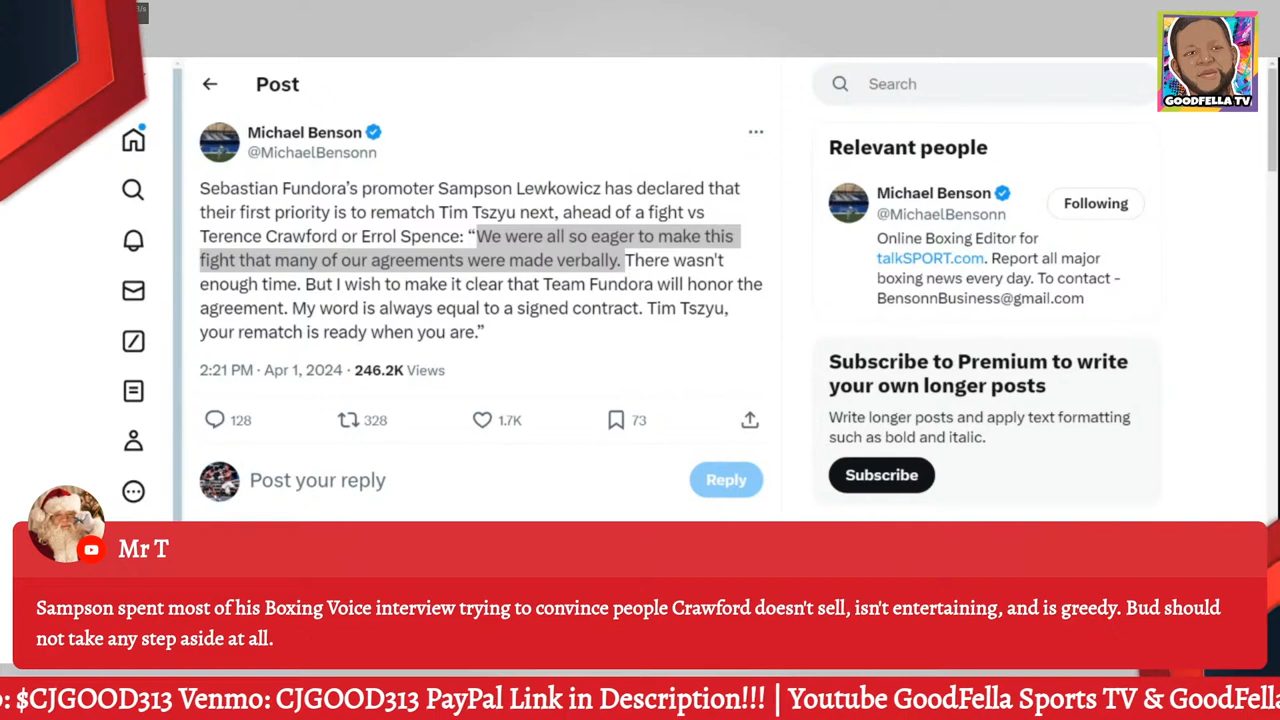 GOODFELLA TV
Post
Search
Michael Benson
@MichaelBensonn
Sebastian Fundora's promoter Sampson Lewkowicz has declared that
their first priority is to rematch Tim Tszyu next, ahead of a fight vs
Terence Crawford or Errol Spence: “We were all so eager to make this
fight that many of our agreements were made verbally. There wasn't
enough time. But I wish to make it clear that Team Fundora will honor the
agreement. My word is always equal to a signed contract. Tim Tszyu,
your rematch is ready when you are.”
2:21 PM · Apr 1, 2024 · 246.2K Views
128
328
1.7K
73
Post your reply
Reply
Relevant people
Michael Benson
@MichaelBensonn
Following
Online Boxing Editor for
talkSPORT.com. Report all major
boxing news every day. To contact -
BensonnBusiness@gmail.com
Subscribe to Premium to write
your own longer posts
Write longer posts and apply text formatting
such as bold and italic.
Subscribe
Mr T
Sampson spent most of his Boxing Voice interview trying to convince people Crawford doesn't sell, isn't entertaining, and is greedy. Bud should
not take any step aside at all.
: $CJGOOD313 Venmo: CJGOOD313 PayPal Link in Description!!! | Youtube GoodFella Sports TV & GoodFella